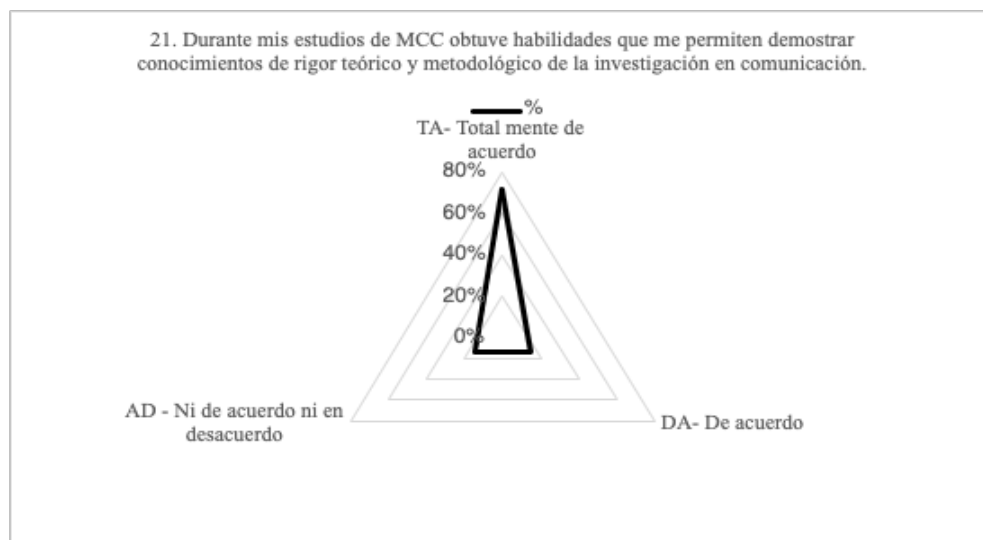 21. Durante mis estudios de MCC obtuve habilidades que me permiten demostrar
conocimientos de rigor teórico y metodológico de la investigación en comunicación.
%
TA- Total mente de
acuerdo
80%
60%
40%
20%
0%
AD - Ni de acuerdo ni en
desacuerdo
DA- De acuerdo